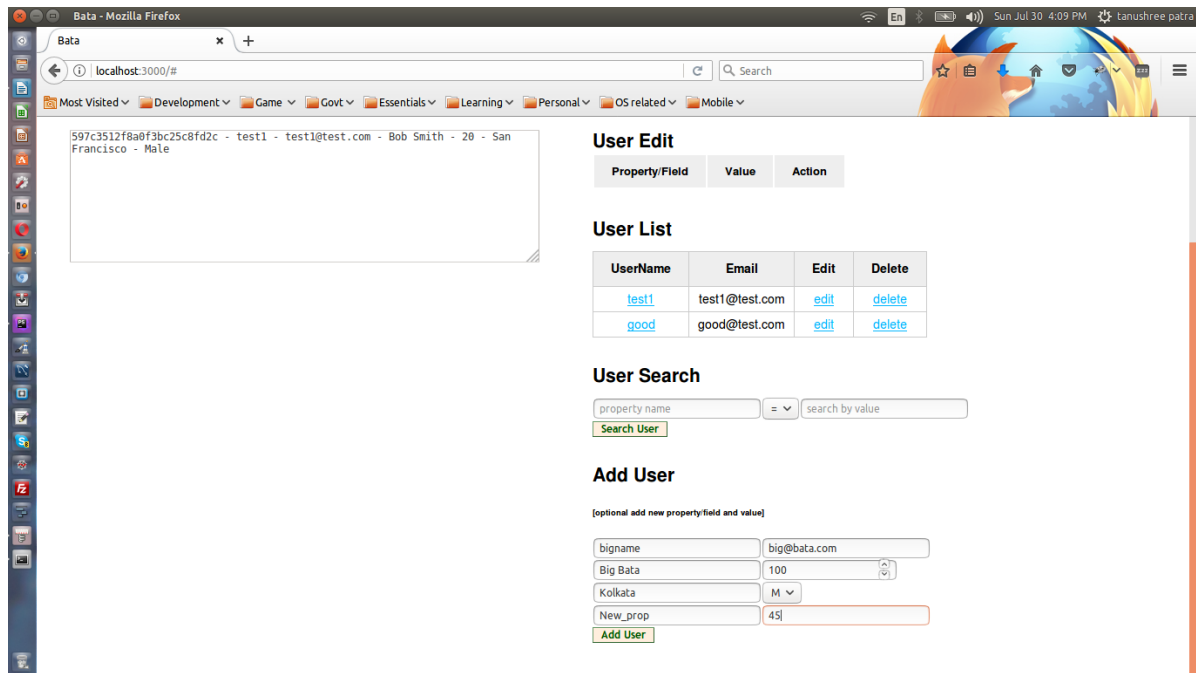 Bata - Mozilla Firefox
En
Sun Jul 30 4:09 PM
tanushree patra
Bata
localhost:3000/#
Search
Most Visited
Development
Game
Govt
Essentials
Learning
Personal
OS related
Mobile
597c3512f8a0f3bc25c8fd2c - test1 - test1@test.com - Bob Smith - 20 - San
Francisco - Male
User Edit
Property/Field Value Action
User List
UserName Email Edit Delete
test1 test1@test.com edit delete
good good@test.com edit delete
User Search
property name = search by value
Search User
Add User
[optional add new property/field and value]
bigname big@bata.com
Big Bata 100
Kolkata M
New_prop 45
Add User